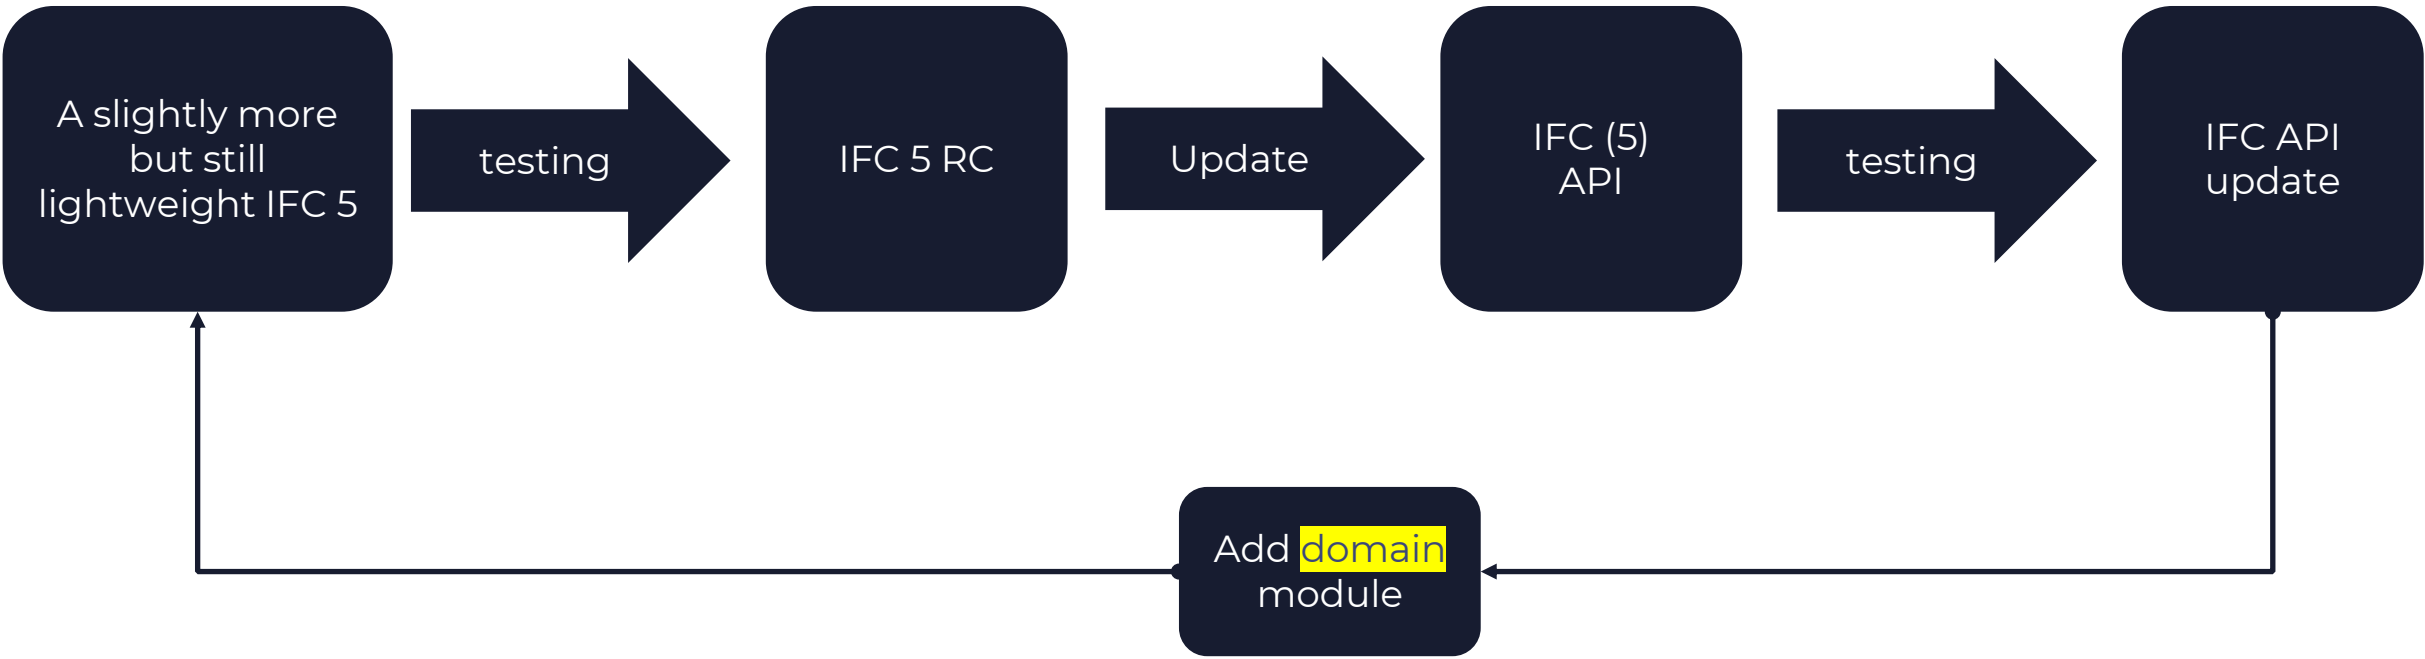 A slightly more
but still
lightweight IFC 5
testing
IFC 5 RC
Update
IFC (5)
API
testing
IFC API
update
Add domain
module